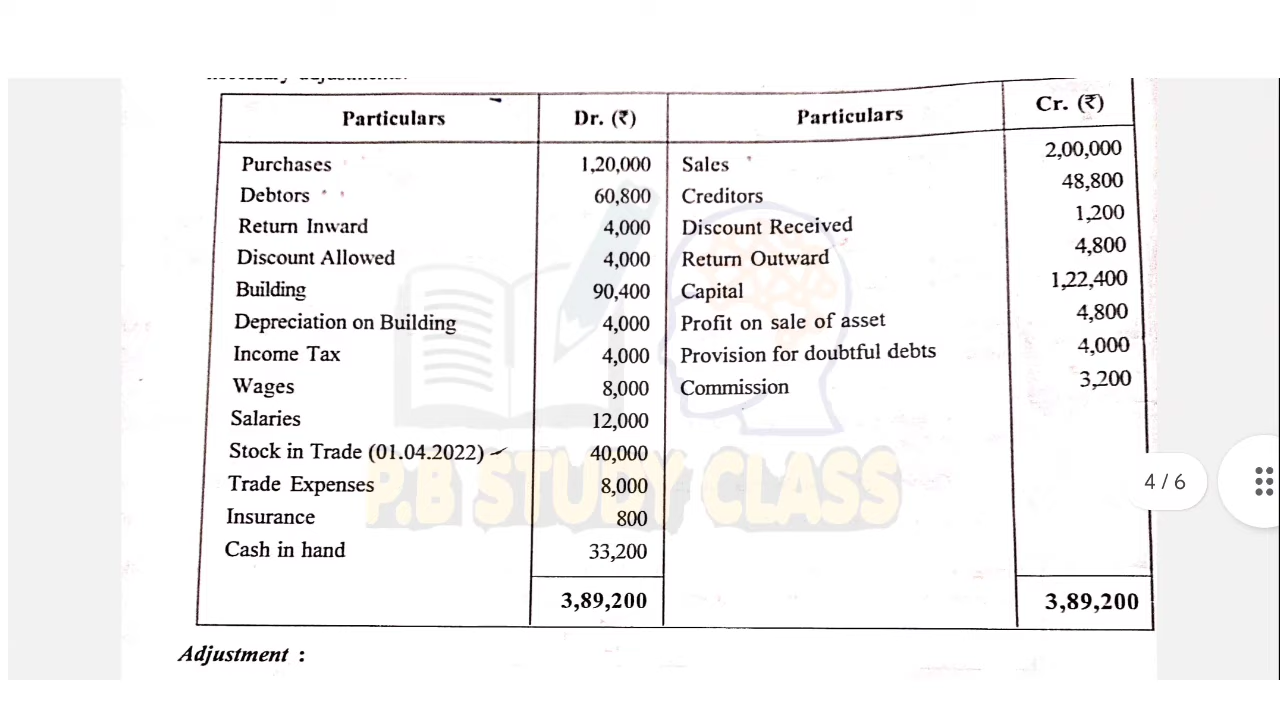 Particulars Dr. (₹) Particulars Cr. (₹)
Purchases 1,20,000 Sales 2,00,000
Debtors 60,800 Creditors 48,800
Return Inward 4,000 Discount Received 1,200
Discount Allowed 4,000 Return Outward 4,800
Building 90,400 Capital 1,22,400
Depreciation on Building 4,000 Profit on sale of asset 4,800
Income Tax 4,000 Provision for doubtful debts 4,000
Wages 8,000 Commission 3,200
Salaries 12,000
Stock in Trade (01.04.2022) 40,000
Trade Expenses 8,000
Insurance 800
Cash in hand 33,200
3,89,200 3,89,200
Adjustment :
P.B STUDY CLASS
4 / 6